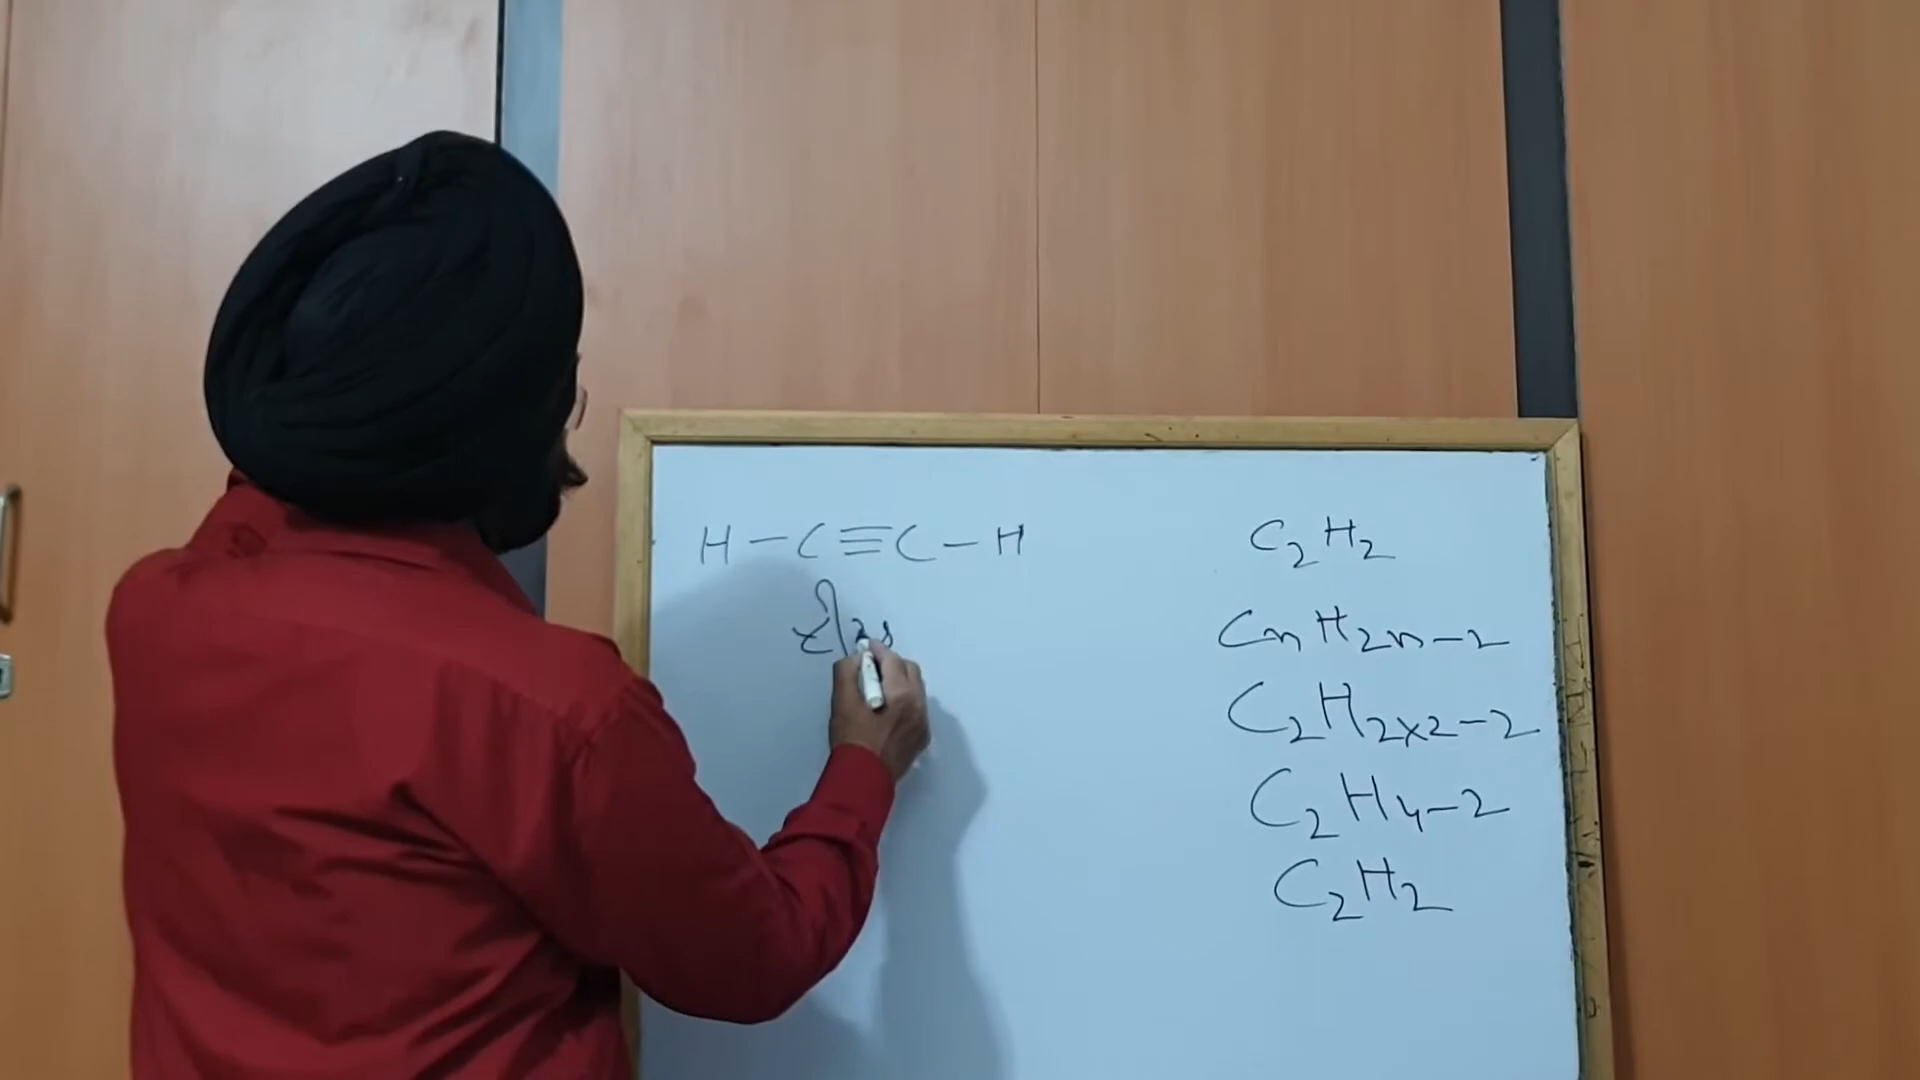 H-C≡C-H
C₂H₂
CnH2n-2
C₂H2x2-2
C₂H4-2
C₂H₂